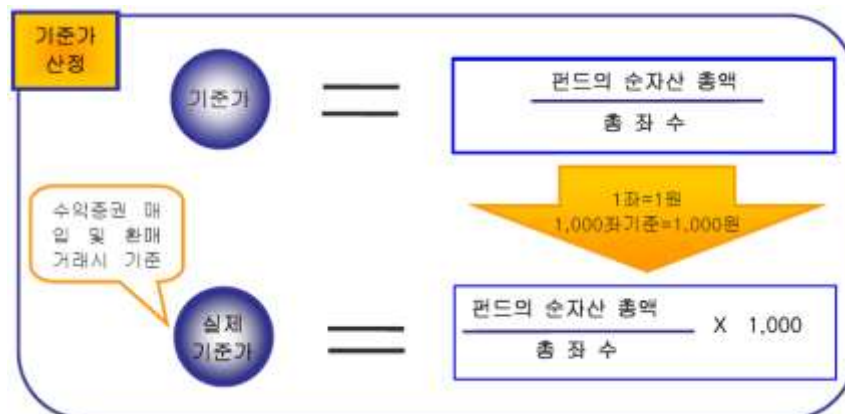 기준가
산정
기준가
펀드의 순자산 총액
총 좌 수
1좌=1원
1,000좌기준=1,000원
수익증권 매
입 및 환매
거래시 기준
실제
기준가
펀드의 순자산 총액
X 1,000
총 좌 수